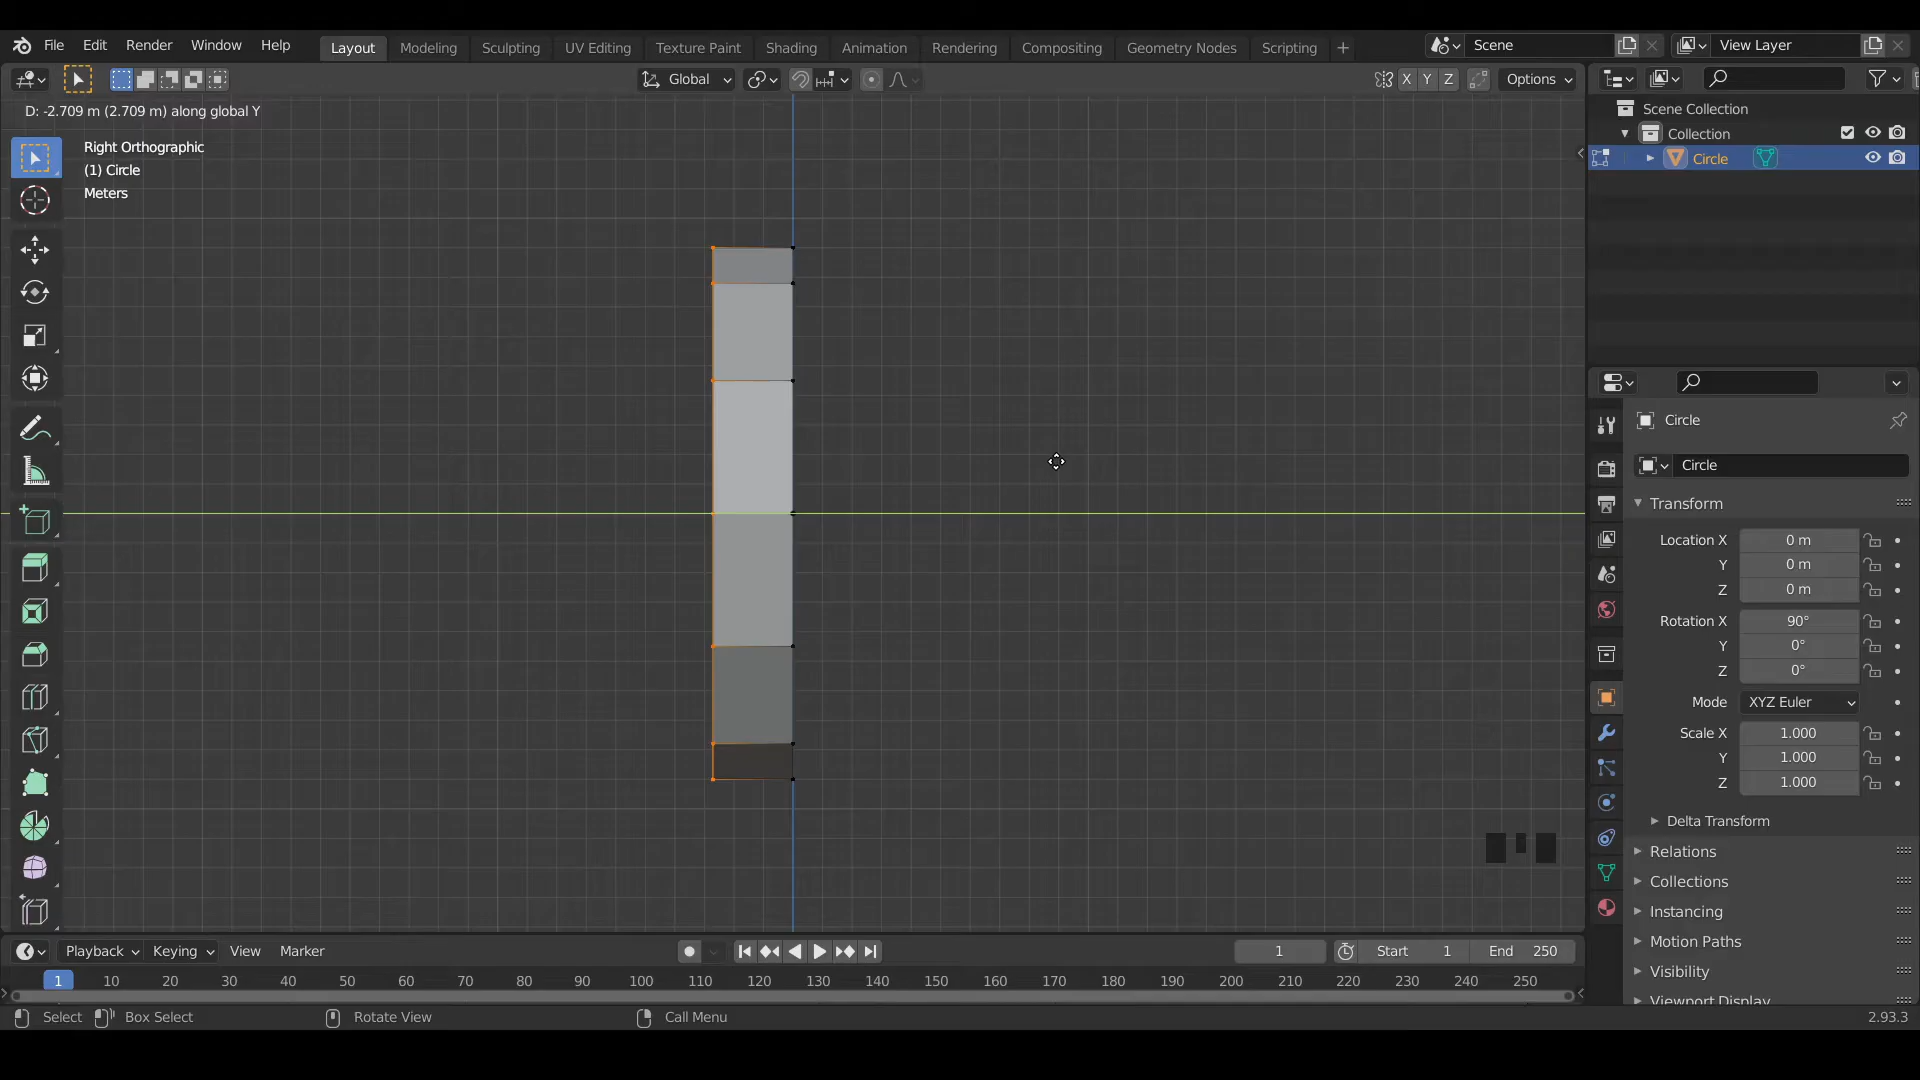 File Edit Render Window Help Layout Modeling Sculpting UV Editing Texture Paint Shading Animation Rendering Compositing Geometry Nodes Scripting + Scene View Layer
Global X Y Z Options
D: -2.709 m (2.709 m) along global Y
Right Orthographic
(1) Circle
Meters
Scene Collection
Collection
Circle
Circle
Circle
Transform
Location X 0 m
Y 0 m
Z 0 m
Rotation X 90°
Y 0°
Z 0°
Mode XYZ Euler
Scale X 1.000
Y 1.000
Z 1.000
Delta Transform
Relations
Collections
Instancing
Motion Paths
Visibility
Viewport Display
Playback Keying View Marker 1 Start 1 End 250
1 10 20 30 40 50 60 70 80 90 100 110 120 130 140 150 160 170 180 190 200 210 220 230 240 250
Select Box Select Rotate View Call Menu 2.93.3